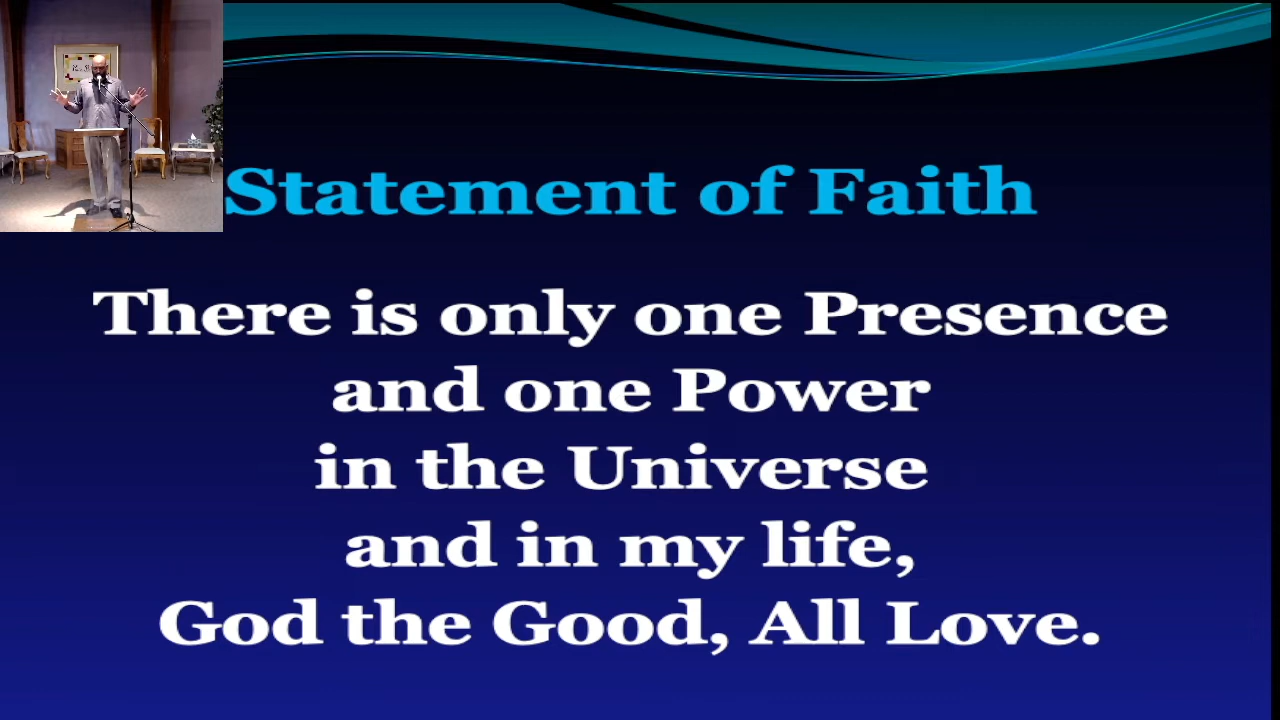 Statement of Faith
There is only one Presence
and one Power
in the Universe
and in my life,
God the Good, All Love.